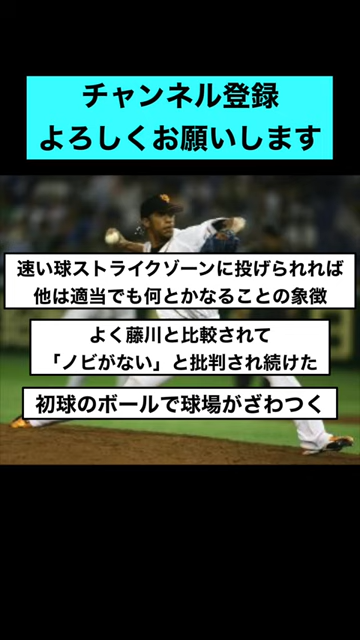 チャンネル登録
よろしくお願いします
速い球ストライクゾーンに投げられれば
他は適当でも何とかなることの象徴
よく藤川と比較されて
「ノビがない」と批判され続けた
初球のボールで球場がざわつく